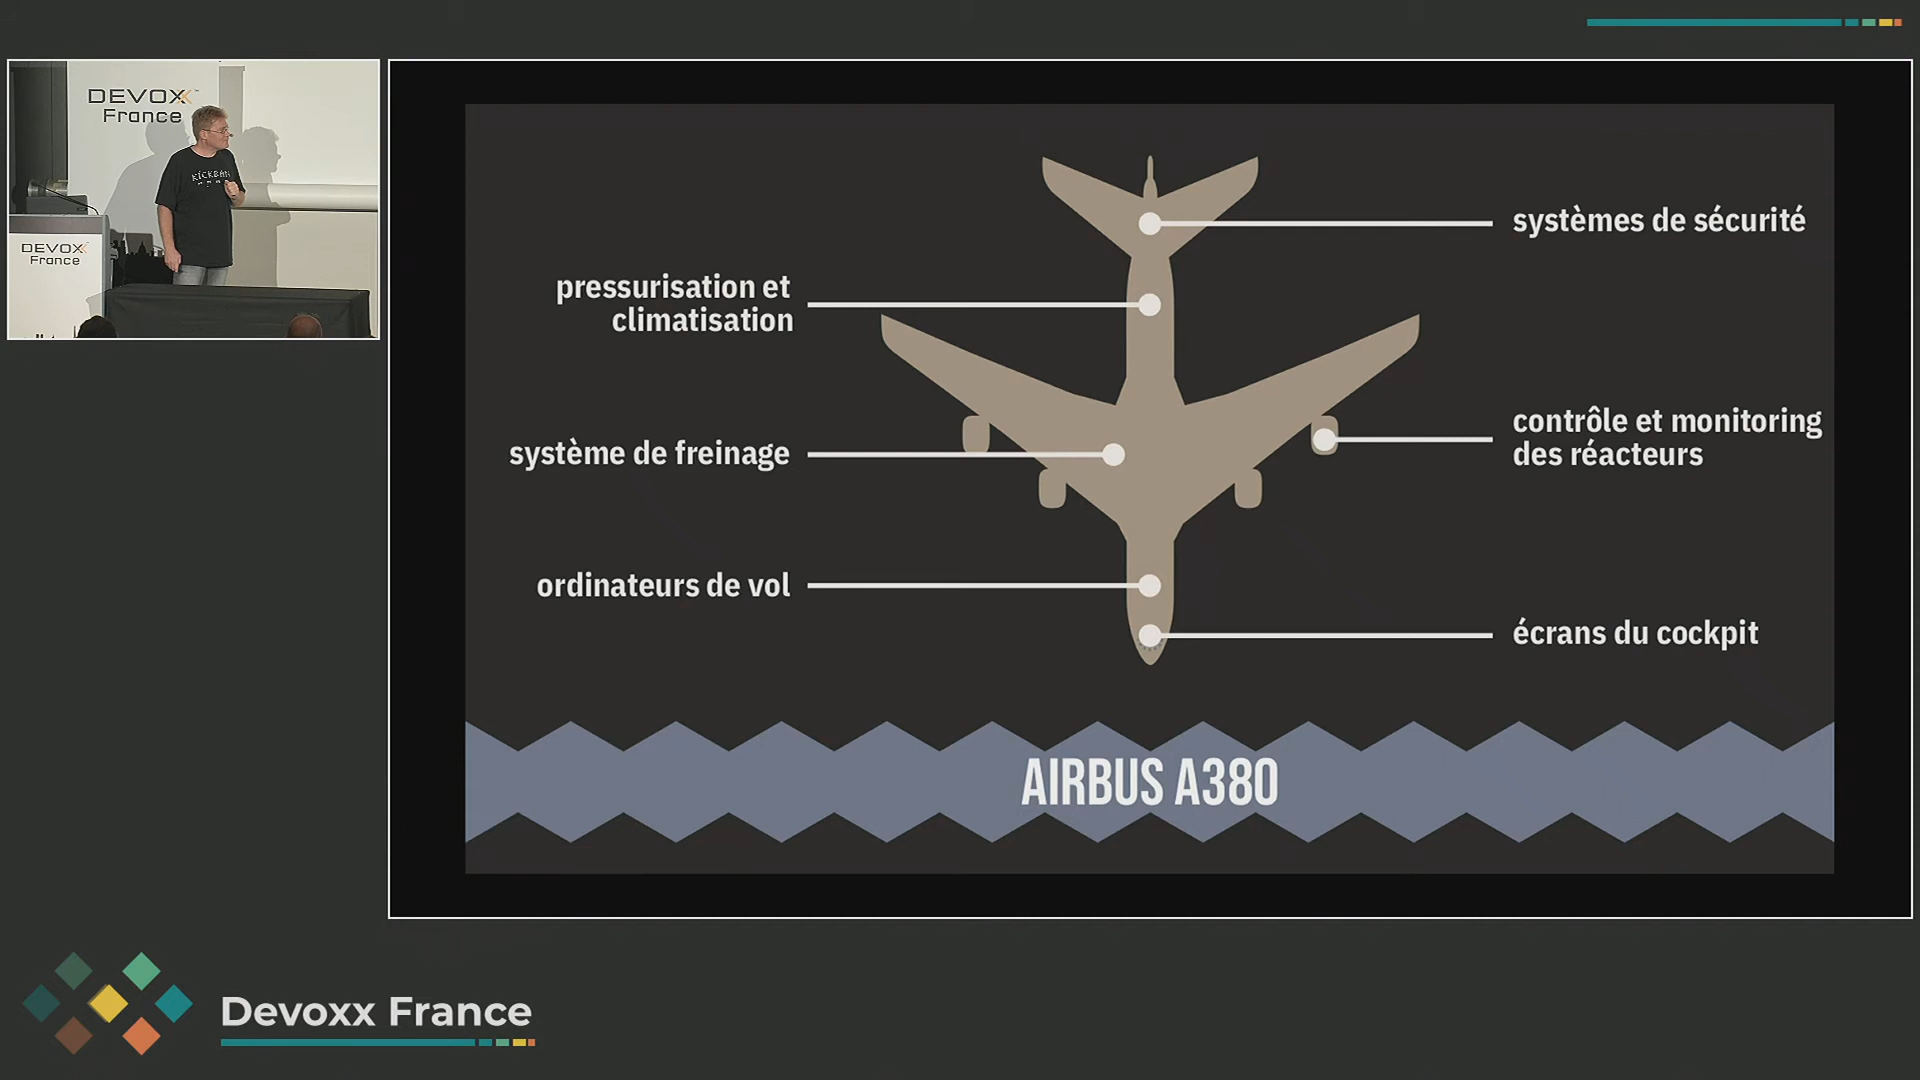 DEVOXX
France
KICKBAN
DEVOXX
France
systèmes de sécurité
pressurisation et
climatisation
contrôle et monitoring
des réacteurs
système de freinage
ordinateurs de vol
écrans du cockpit
AIRBUS A380
Devoxx France